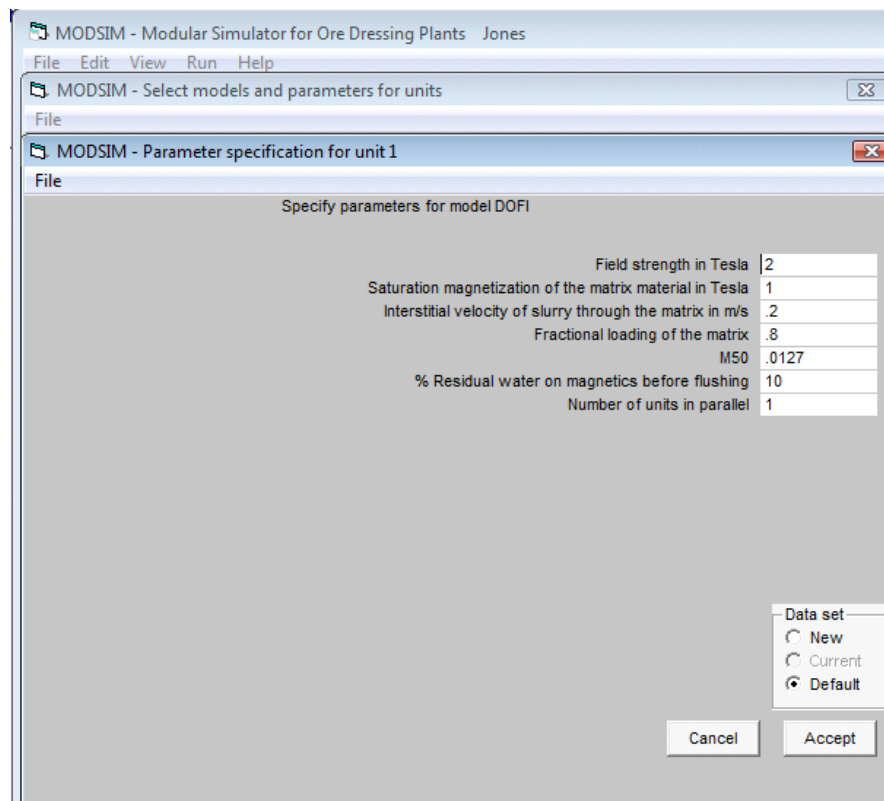 MODSIM - Modular Simulator for Ore Dressing Plants Jones
File Edit View Run Help
MODSIM - Select models and parameters for units
File
MODSIM - Parameter specification for unit 1
File
Specify parameters for model DOFI
Field strength in Tesla 2
Saturation magnetization of the matrix material in Tesla 1
Interstitial velocity of slurry through the matrix in m/s .2
Fractional loading of the matrix .8
M50 .0127
% Residual water on magnetics before flushing 10
Number of units in parallel 1
Data set
New
Current
Default
Cancel Accept